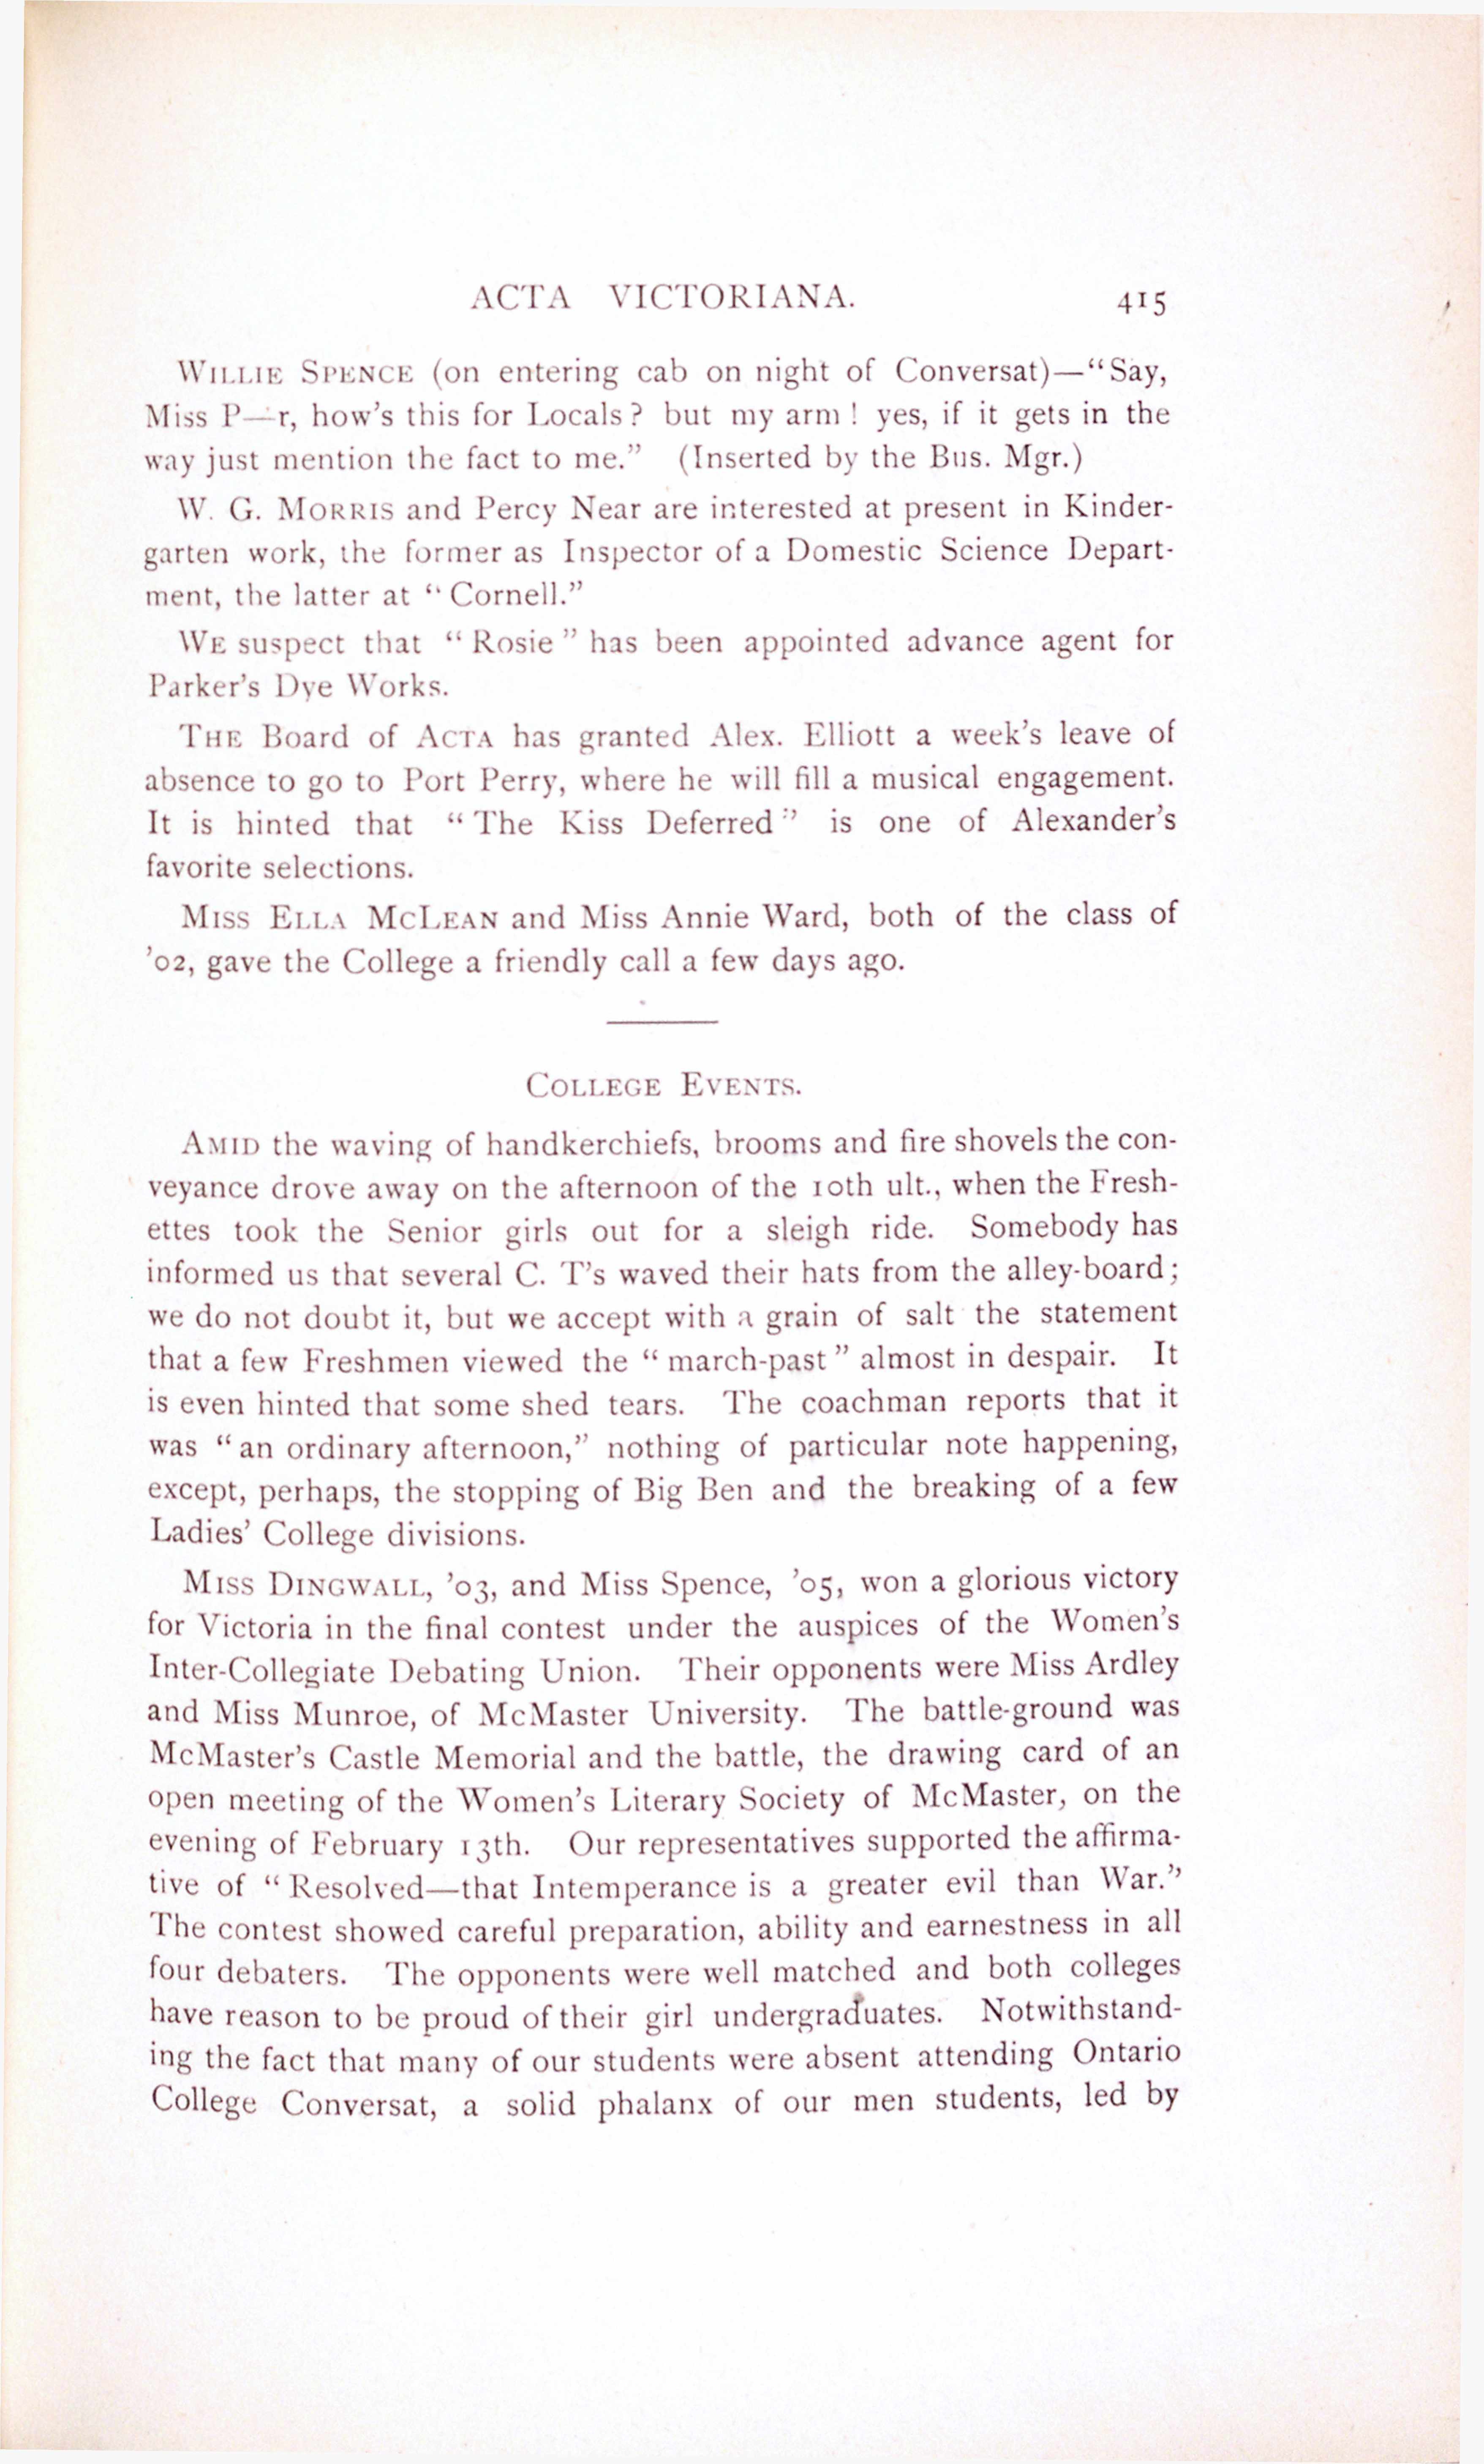 ACTA VICTORIANA. 415
WILLIE SPENCE (on entering cab on night of Conversat)—“Say,
Miss P—r, how's this for Locals? but my arm! yes, if it gets in the
way just mention the fact to me.” (Inserted by the Bus. Mgr.)
W. G. MORRIS and Percy Near are interested at present in Kinder-
garten work, the former as Inspector of a Domestic Science Depart-
ment, the latter at “Cornell.”
WE suspect that “Rosie” has been appointed advance agent for
Parker's Dye Works.
THE Board of ACTA has granted Alex. Elliott a week's leave of
absence to go to Port Perry, where he will fill a musical engagement.
It is hinted that “The Kiss Deferred” is one of Alexander's
favorite selections.
MISS ELLA MCLEAN and Miss Annie Ward, both of the class of
'02, gave the College a friendly call a few days ago.
COLLEGE EVENTS.
AMID the waving of handkerchiefs, brooms and fire shovels the con-
veyance drove away on the afternoon of the 10th ult., when the Fresh-
ettes took the Senior girls out for a sleigh ride. Somebody has
informed us that several C. T's waved their hats from the alley-board;
we do not doubt it, but we accept with a grain of salt the statement
that a few Freshmen viewed the “march-past” almost in despair. It
is even hinted that some shed tears. The coachman reports that it
was “an ordinary afternoon,” nothing of particular note happening,
except, perhaps, the stopping of Big Ben and the breaking of a few
Ladies' College divisions.
MISS DINGWALL, '03, and Miss Spence, '05, won a glorious victory
for Victoria in the final contest under the auspices of the Women's
Inter-Collegiate Debating Union. Their opponents were Miss Ardley
and Miss Munroe, of McMaster University. The battle-ground was
McMaster's Castle Memorial and the battle, the drawing card of an
open meeting of the Women's Literary Society of McMaster, on the
evening of February 13th. Our representatives supported the affirma-
tive of “Resolved—that Intemperance is a greater evil than War.”
The contest showed careful preparation, ability and earnestness in all
four debaters. The opponents were well matched and both colleges
have reason to be proud of their girl undergraduates. Notwithstand-
ing the fact that many of our students were absent attending Ontario
College Conversat, a solid phalanx of our men students, led by